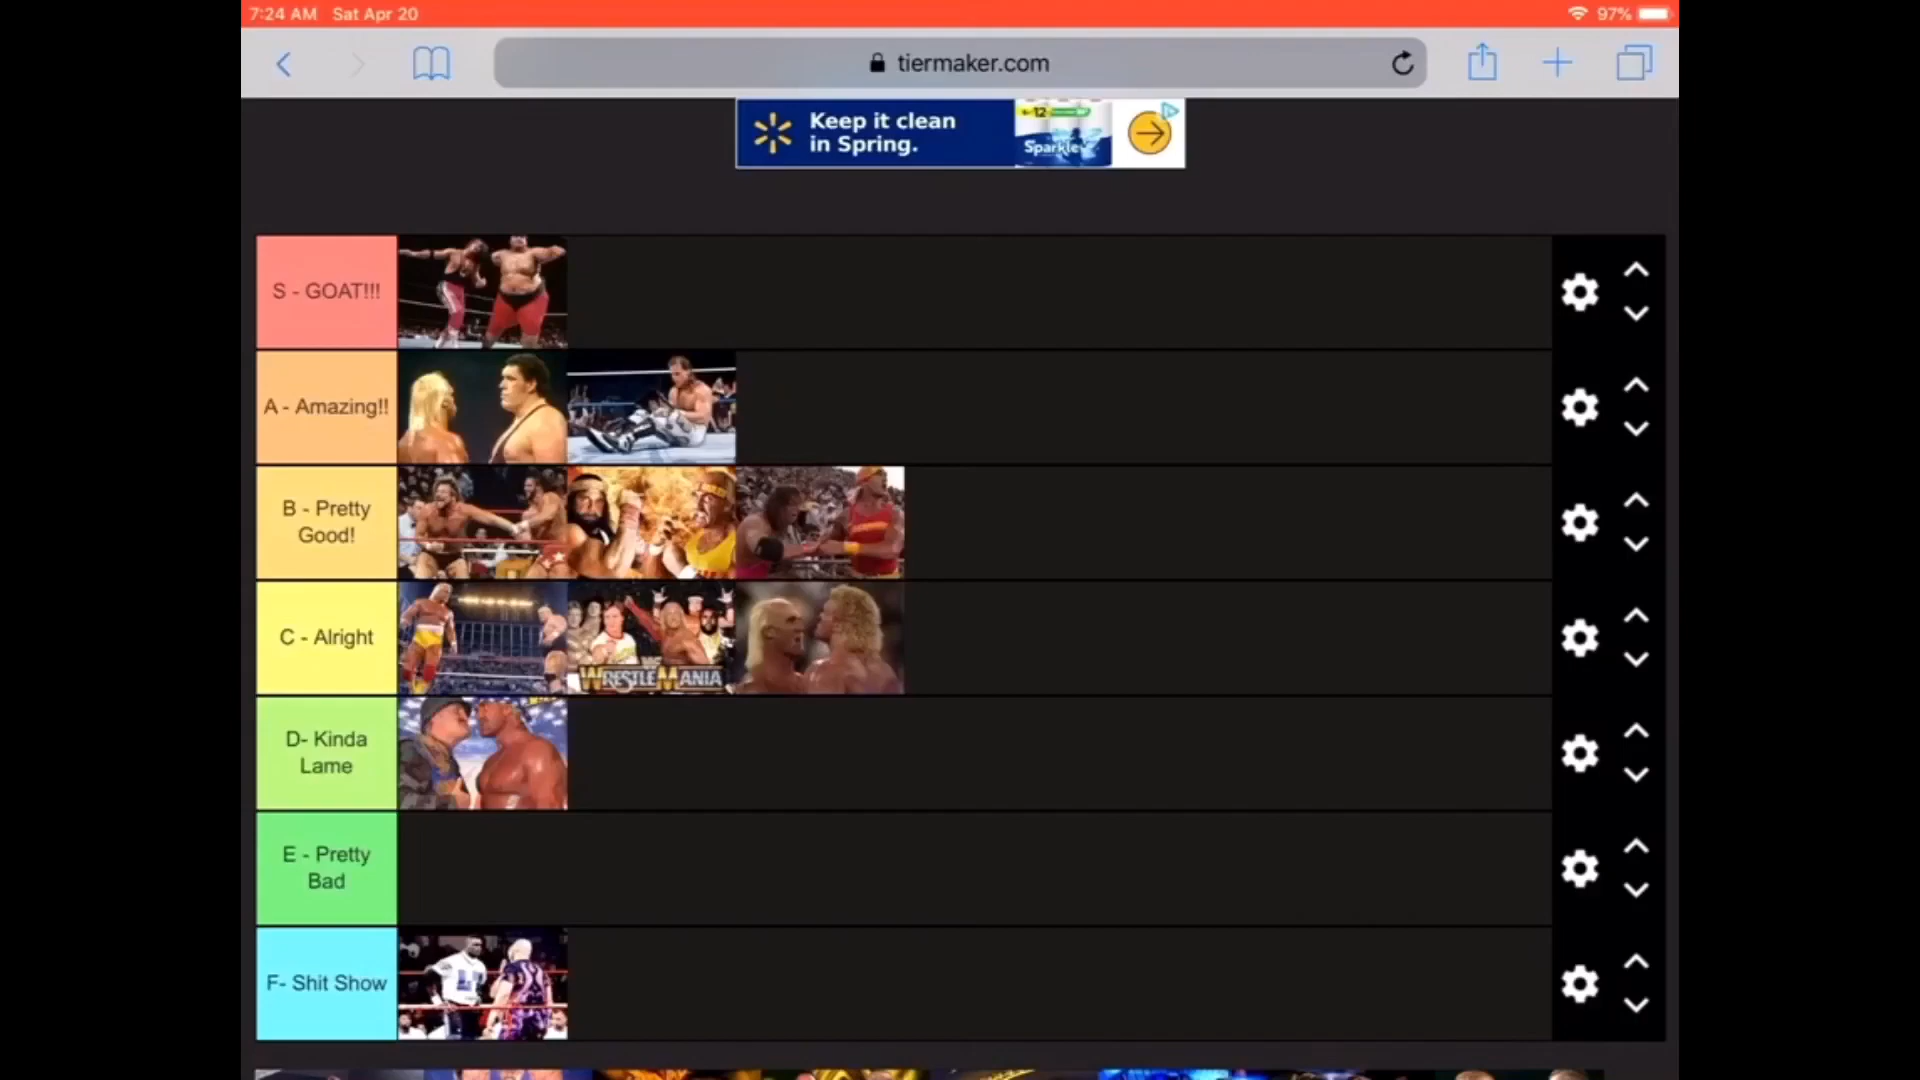 7:24 AM Sat Apr 20
97%
tiermaker.com
Keep it clean
in Spring.
12
Sparkle
S - GOAT!!!
A - Amazing!!
B - Pretty
Good!
C - Alright
WRESTLEMANIA
D- Kinda
Lame
E - Pretty
Bad
F- Shit Show